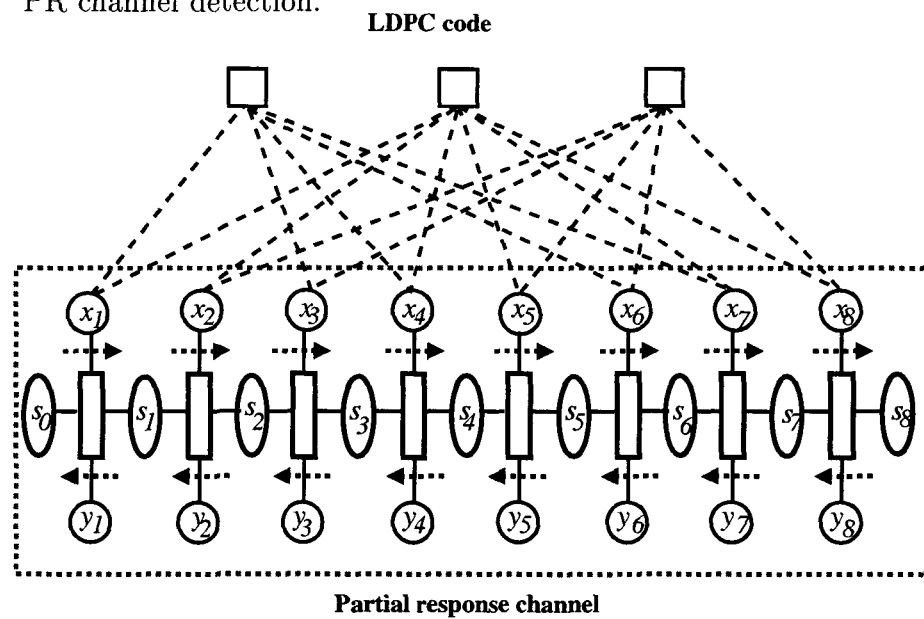 PR channel detection.
LDPC code
x1 x2 x3 x4 x5 x6 x7 x8
s0 s1 s2 s3 s4 s5 s6 s7 s8
y1 y2 y3 y4 y5 y6 y7 y8
Partial response channel